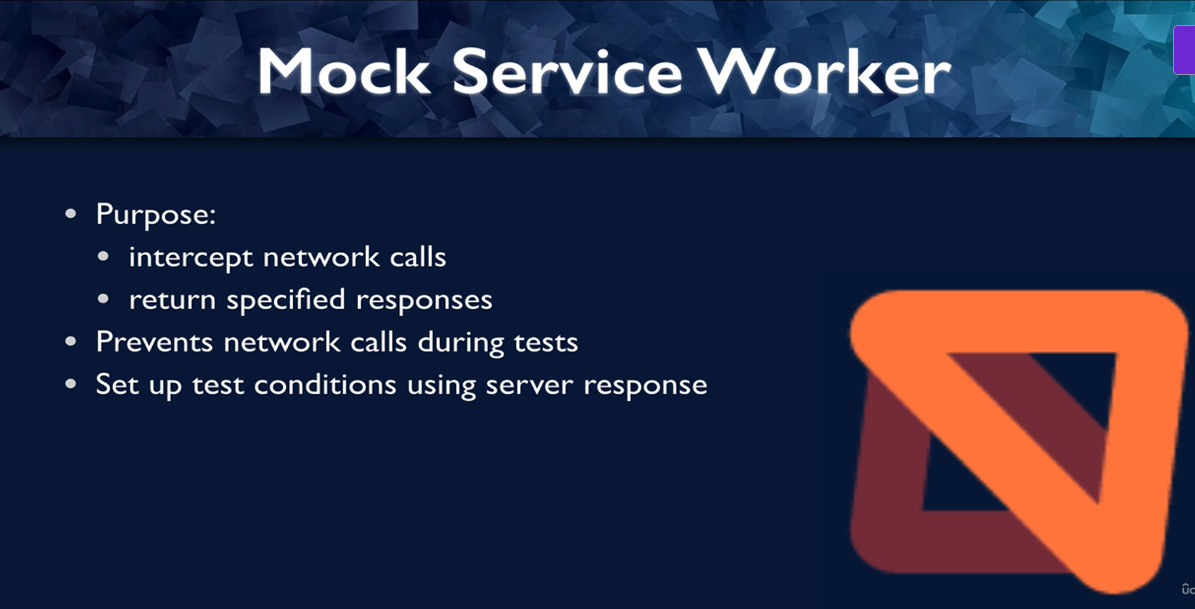 Mock Service Worker
• Purpose:
• intercept network calls
• return specified responses
• Prevents network calls during tests
• Set up test conditions using server response